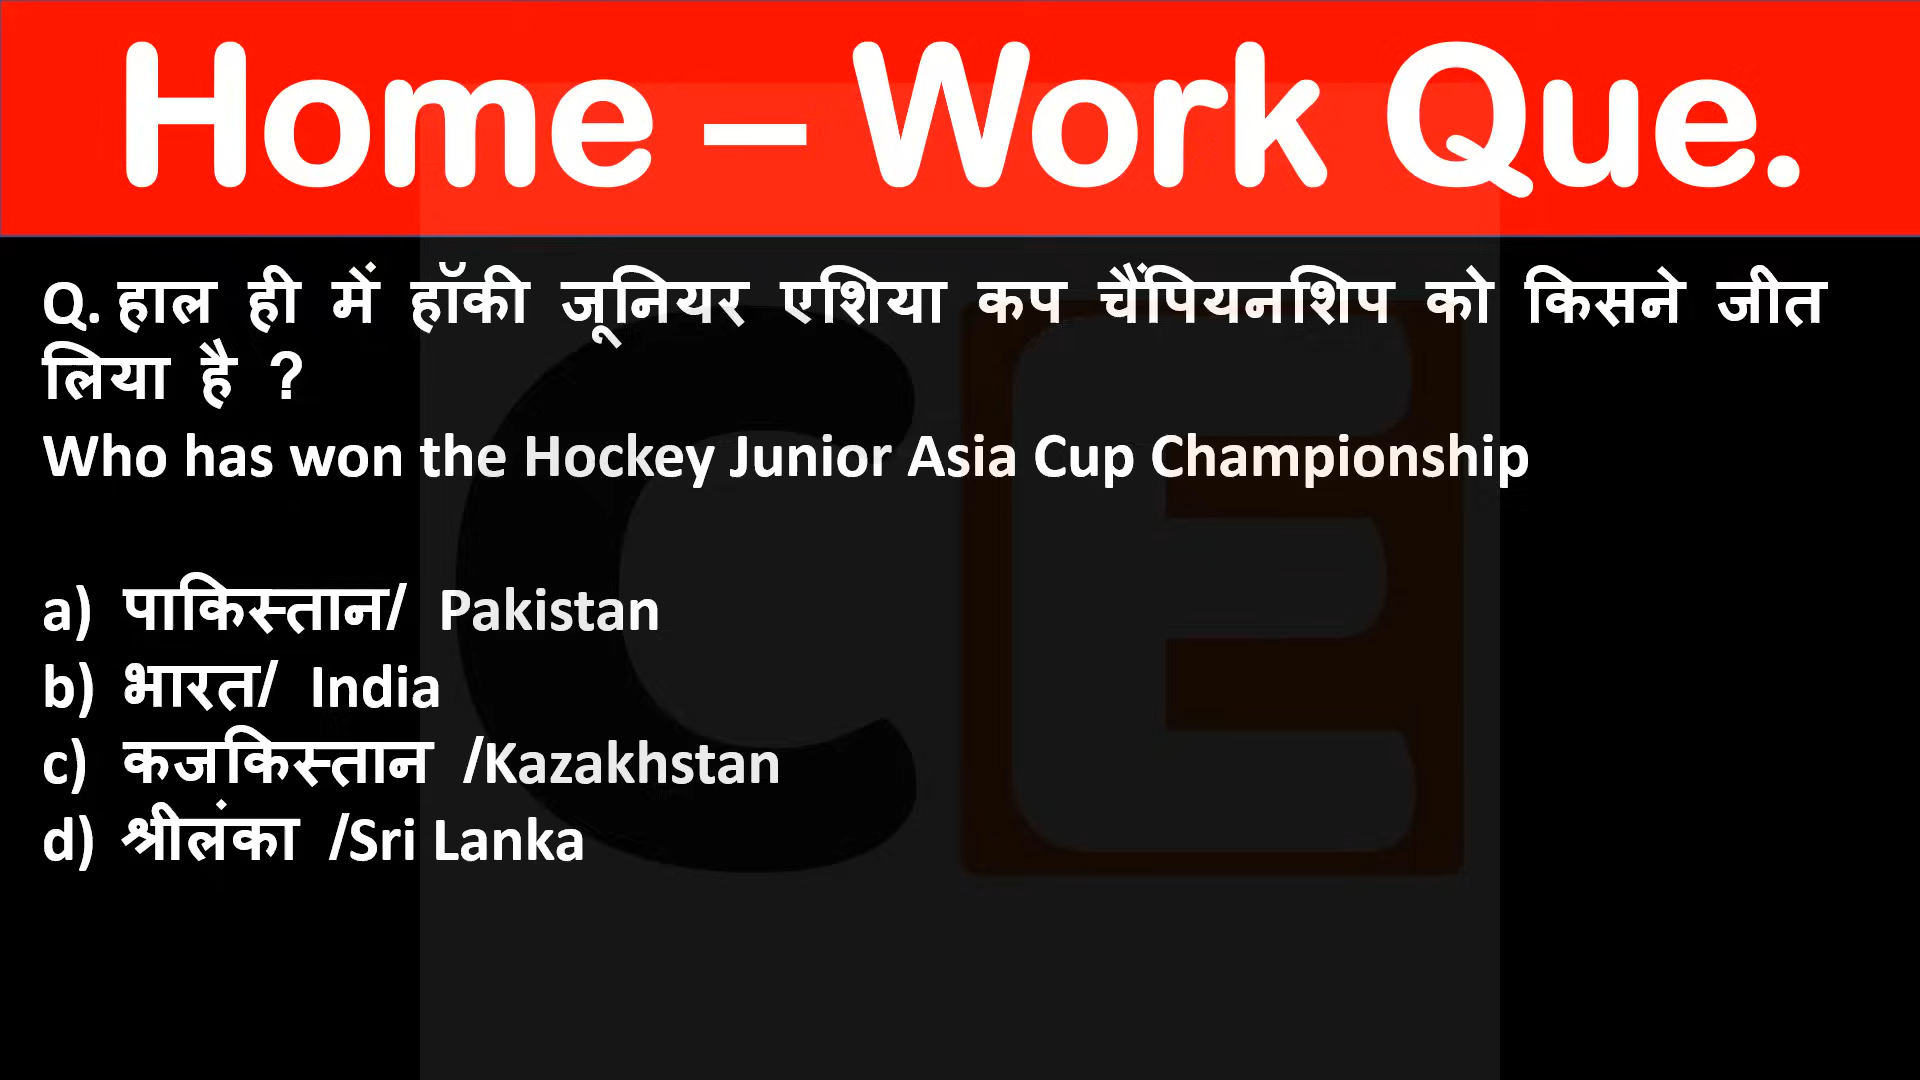 Home – Work Que.
Q. हाल ही में हॉकी जूनियर एशिया कप चैंपियनशिप को किसने जीत
लिया है ?
Who has won the Hockey Junior Asia Cup Championship
a) पाकिस्तान/ Pakistan
b) भारत/ India
c) कजकिस्तान /Kazakhstan
d) श्रीलंका /Sri Lanka
CE